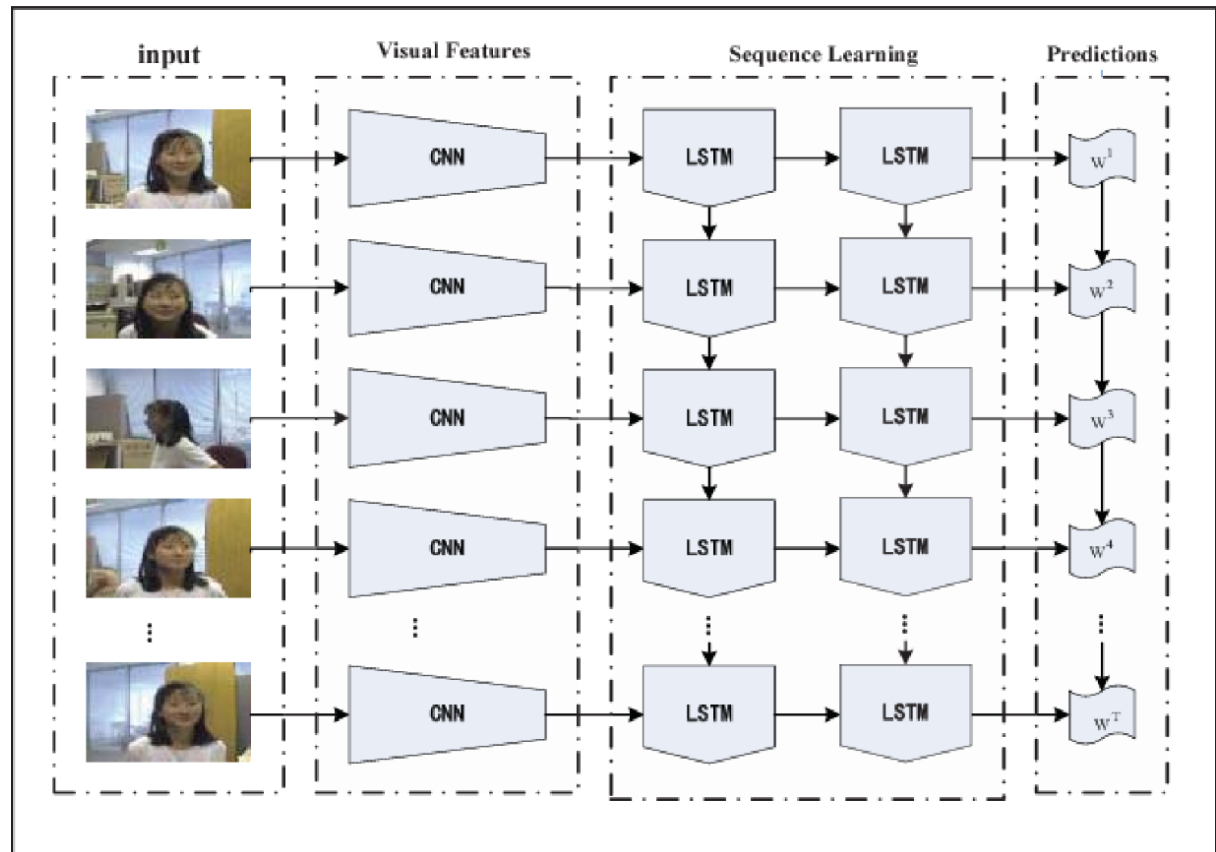 input Visual Features Sequence Learning Predictions
CNN LSTM LSTM W¹
CNN LSTM LSTM W²
CNN LSTM LSTM W³
CNN LSTM LSTM W⁴
CNN LSTM LSTM Wᵀ